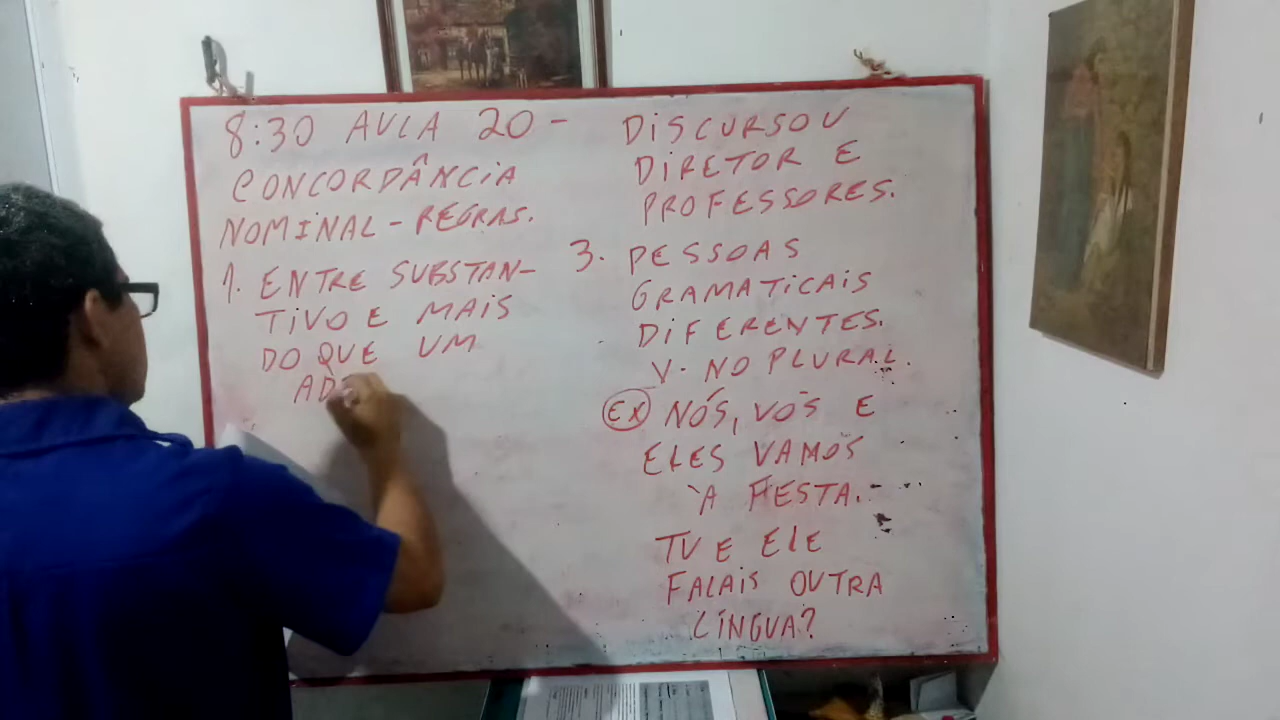 8:30 AULA 20 -
CONCORDÂNCIA
NOMINAL - REGRAS.
1. ENTRE SUBSTAN-
TIVO E MAIS
DO QUE UM
DISCURSOU
DIRETOR E
PROFESSORES.
3. PESSOAS
GRAMATICAIS
DIFERENTES.
V. NO PLURAL.
EX NÓS, VÓS E
ELES VAMOS
À FESTA.
TU E ELE
FALAIS OUTRA
LÍNGUA?